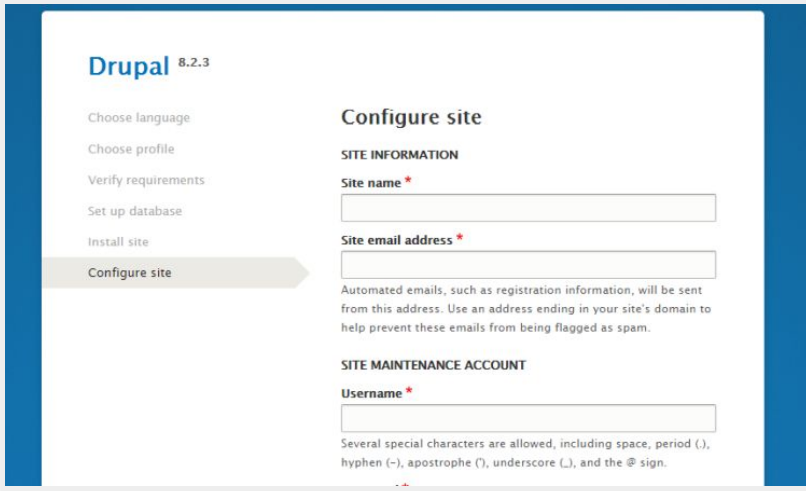 Drupal 8.2.3
Choose language
Choose profile
Verify requirements
Set up database
Install site
Configure site
Configure site
SITE INFORMATION
Site name *
Site email address *
Automated emails, such as registration information, will be sent
from this address. Use an address ending in your site's domain to
help prevent these emails from being flagged as spam.
SITE MAINTENANCE ACCOUNT
Username *
Several special characters are allowed, including space, period (.),
hyphen (-), apostrophe ('), underscore (_), and the @ sign.